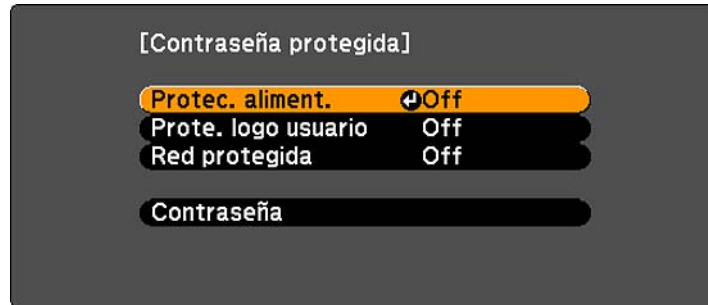 [Contraseña protegida]
Protec. aliment. Off
Prote. logo usuario Off
Red protegida Off
Contraseña